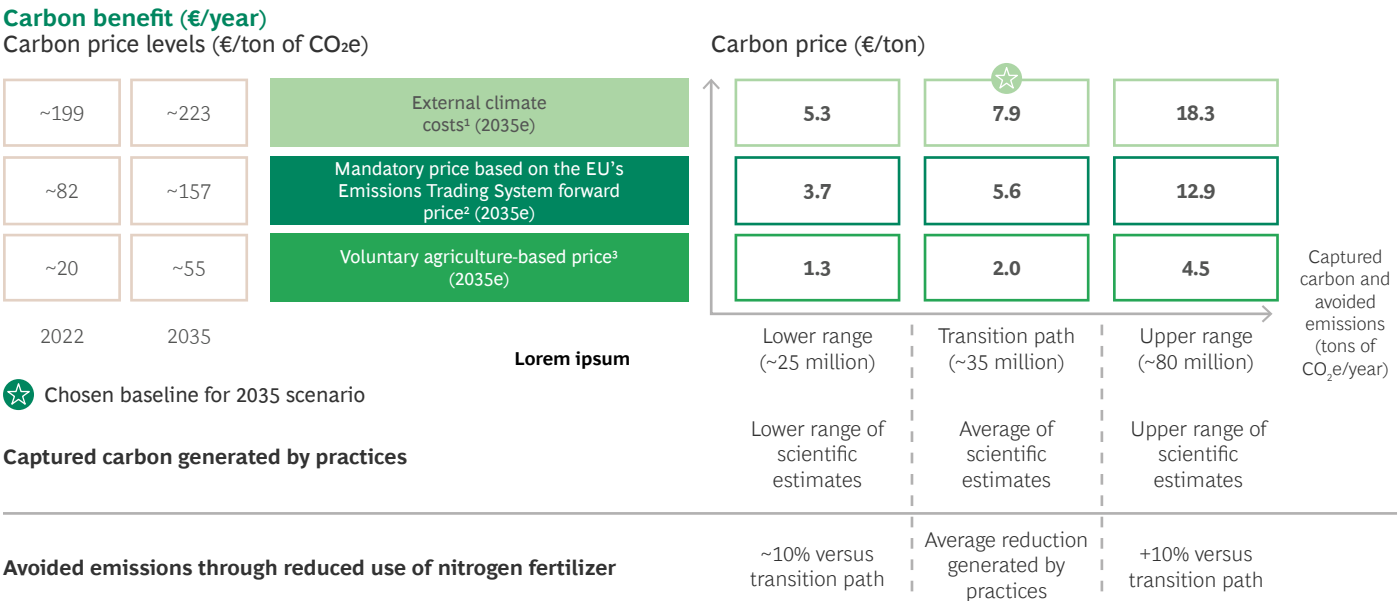 Carbon benefit (€/year)
Carbon price levels (€/ton of CO₂e)
Carbon price (€/ton)
~199
~223
External climate
costs¹ (2035e)
5.3
7.9
18.3
~82
~157
Mandatory price based on the EU’s
Emissions Trading System forward
price² (2035e)
3.7
5.6
12.9
~20
~55
Voluntary agriculture-based price³
(2035e)
1.3
2.0
4.5
Captured
carbon and
avoided
emissions
(tons of
CO₂e/year)
2022
2035
Lorem ipsum
Lower range
(~25 million)
Transition path
(~35 million)
Upper range
(~80 million)
Chosen baseline for 2035 scenario
Captured carbon generated by practices
Lower range of
scientific
estimates
Average of
scientific
estimates
Upper range of
scientific
estimates
Avoided emissions through reduced use of nitrogen fertilizer
~10% versus
transition path
Average reduction
generated by
practices
+10% versus
transition path